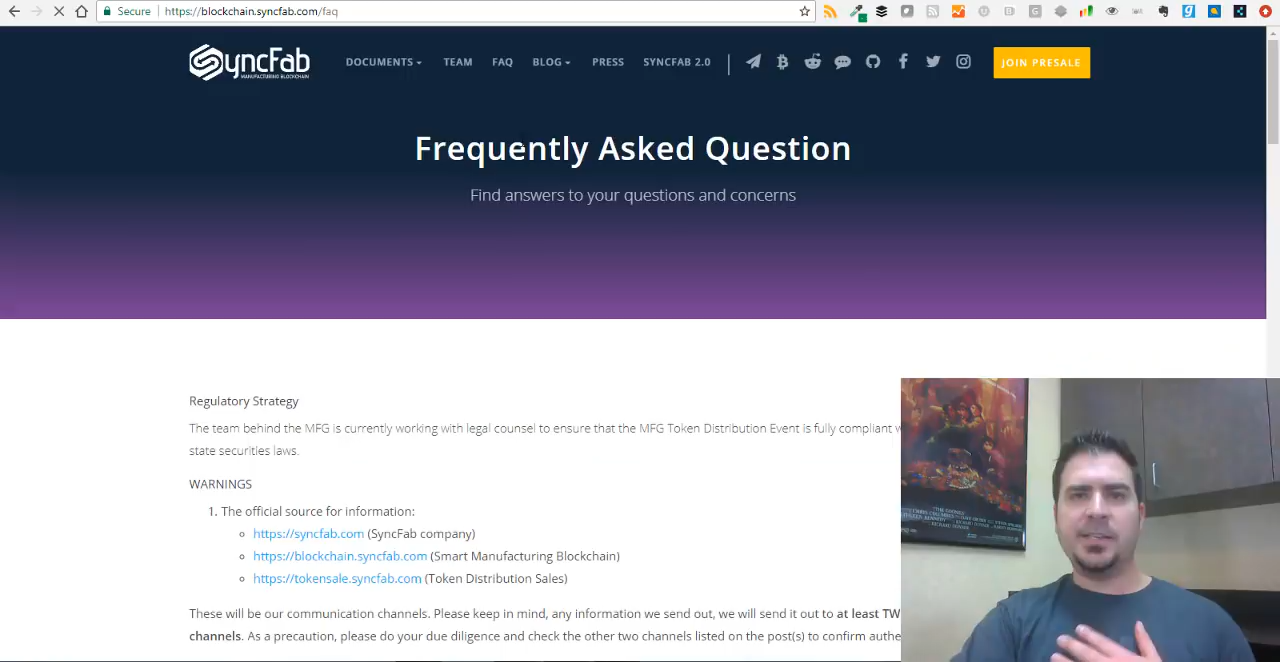 Secure
https://blockchain.syncfab.com/faq
SyncFab
MANUFACTURING BLOCKCHAIN
DOCUMENTS
TEAM
FAQ
BLOG
PRESS
SYNCFAB 2.0
JOIN PRESALE
Frequently Asked Question
Find answers to your questions and concerns
Regulatory Strategy
The team behind the MFG is currently working with legal counsel to ensure that the MFG Token Distribution Event is fully compliant
state securities laws.
WARNINGS
1. The official source for information:
https://syncfab.com (SyncFab company)
https://blockchain.syncfab.com (Smart Manufacturing Blockchain)
https://tokensale.syncfab.com (Token Distribution Sales)
These will be our communication channels. Please keep in mind, any information we send out, we will send it out to at least TW
channels. As a precaution, please do your due diligence and check the other two channels listed on the post(s) to confirm authe